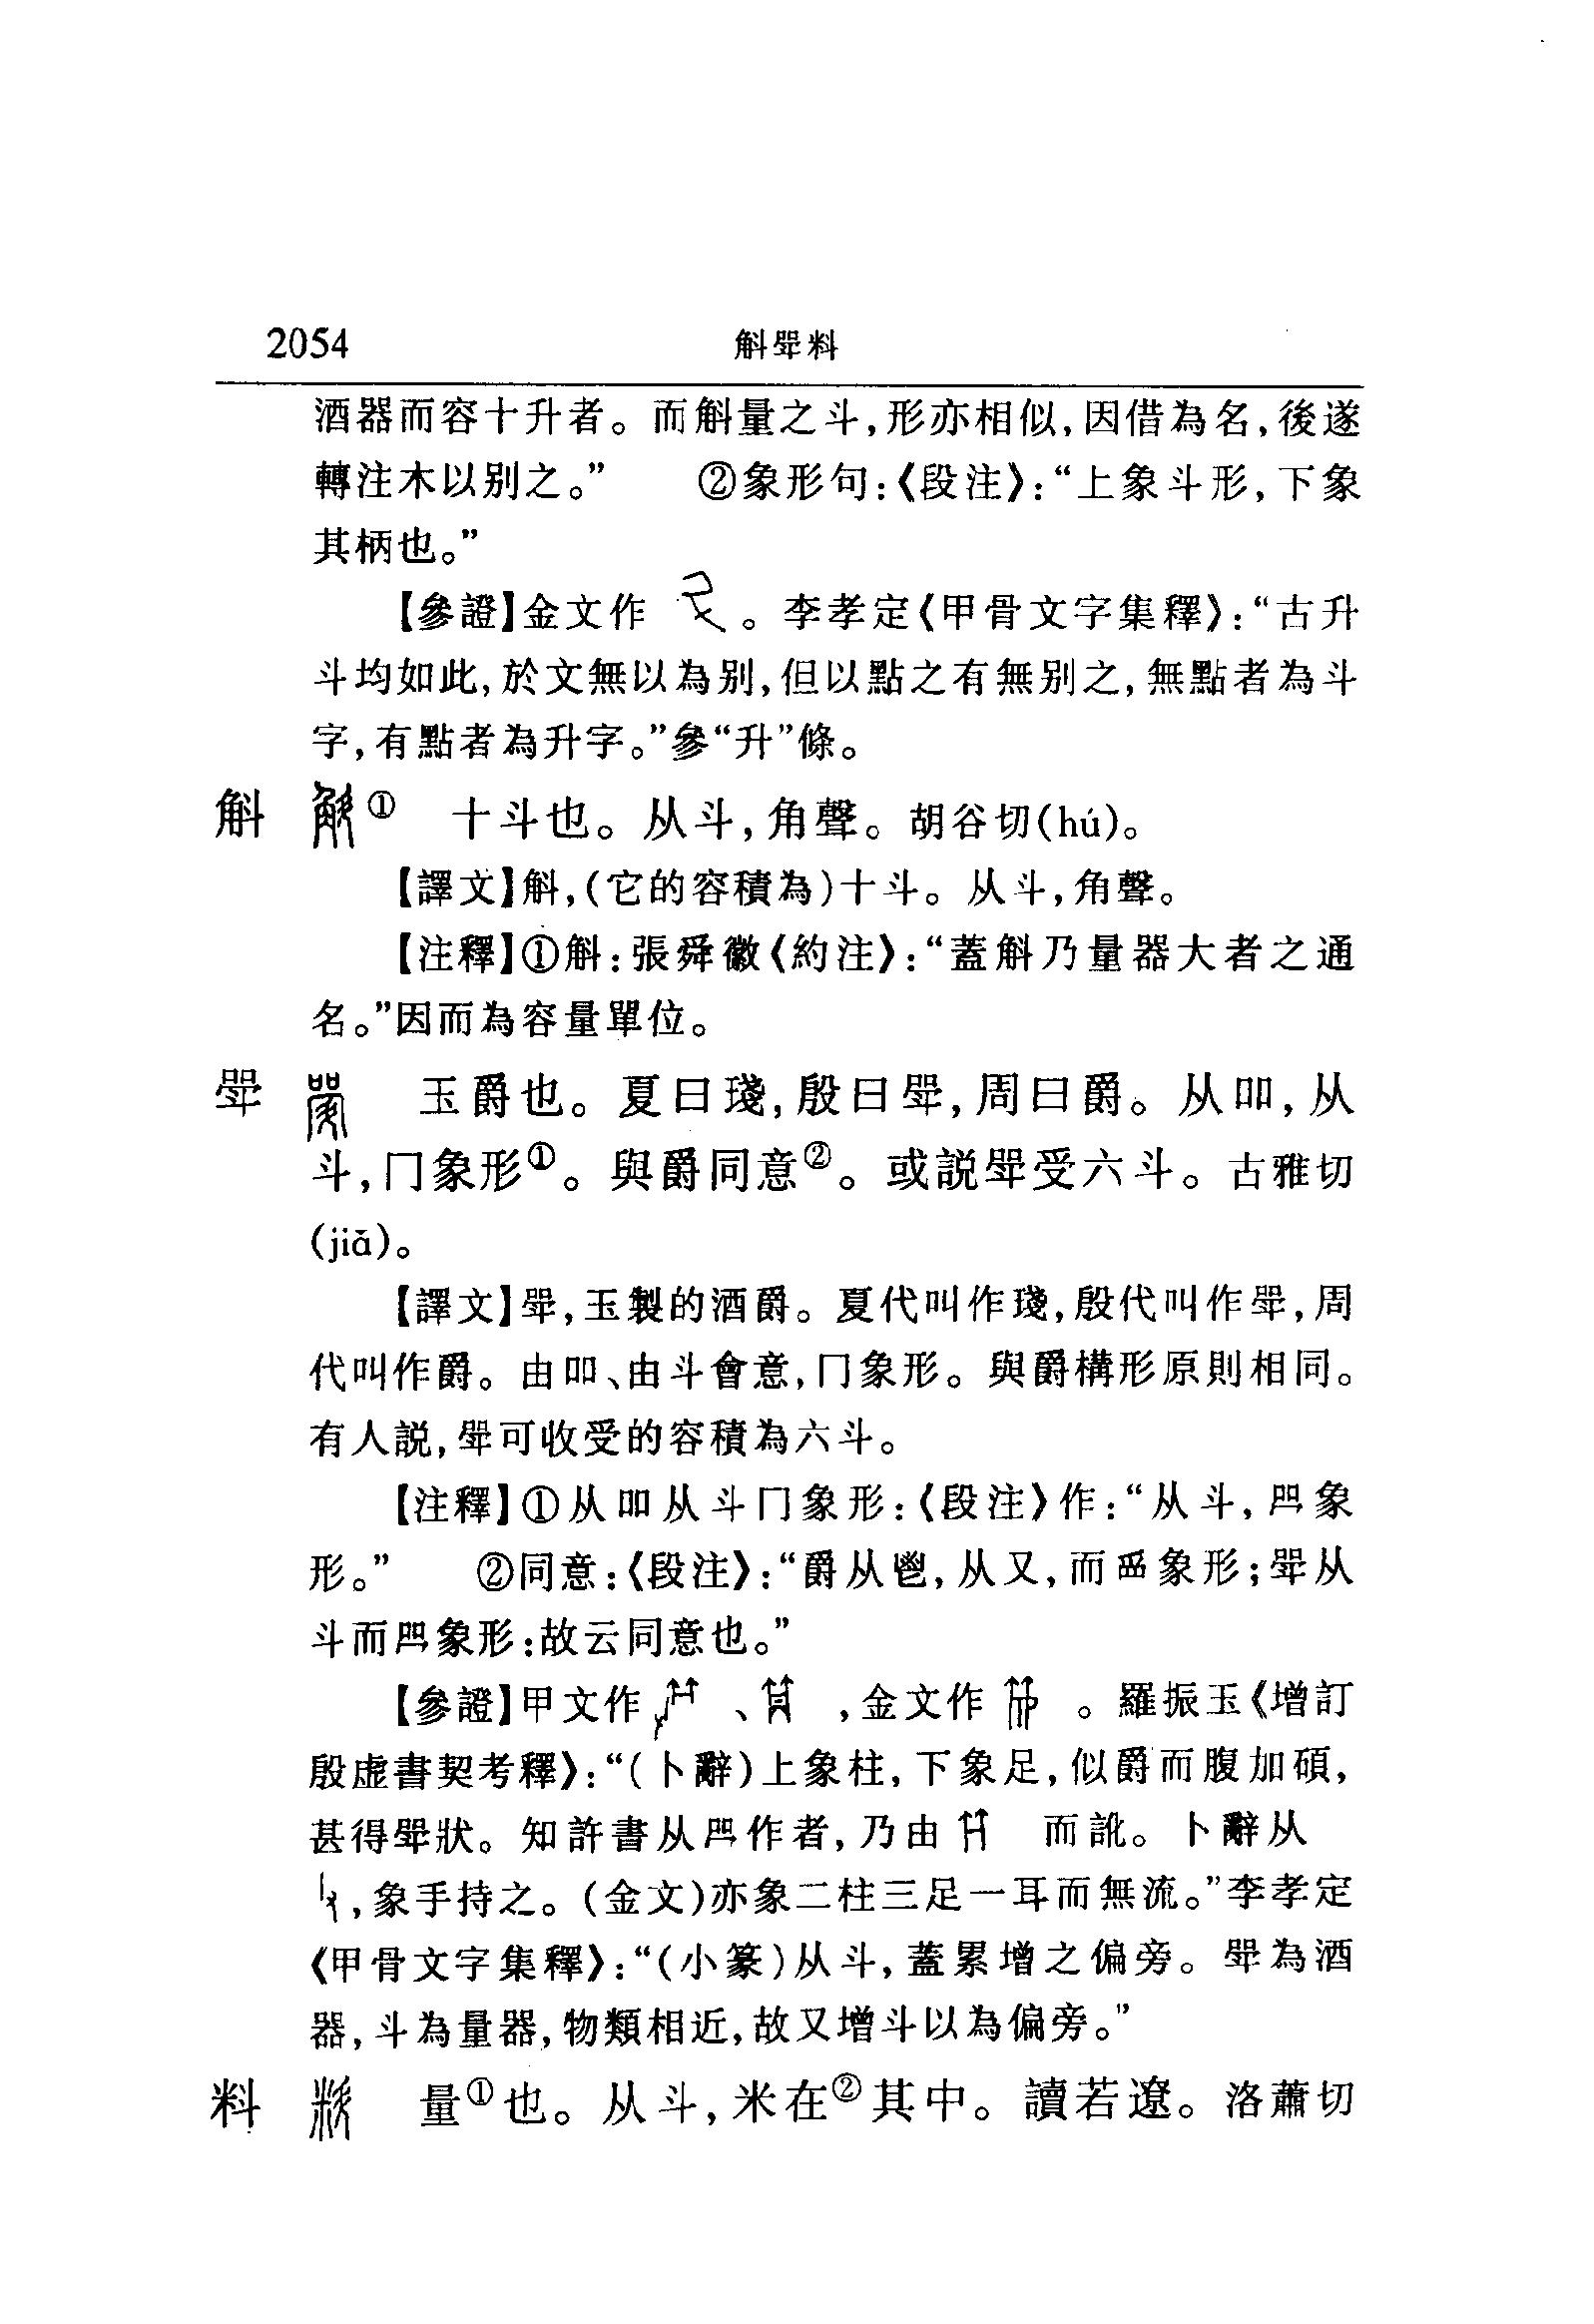 2054 斛斝料
酒器而容十升者。而斛量之斗,形亦相似,因借為名,後遂
轉注木以别之。” ②象形句:《段注》:“上象斗形,下象
其柄也。”
【參證】金文作 。李孝定《甲骨文字集釋》:“古升
斗均如此,於文無以為别,但以點之有無别之,無點者為斗
字,有點者為升字。”參“升”條。
斛 ① 十斗也。从斗,角聲。胡谷切(hú)。
【譯文】斛,(它的容積為)十斗。从斗,角聲。
【注釋】①斛:張舜徽《約注》:“蓋斛乃量器大者之通
名。”因而為容量單位。
斝 玉爵也。夏曰琖,殷曰斝,周曰爵。从吅,从
斗,冂象形①。與爵同意②。或説斝受六斗。古雅切
(jiǎ)。
【譯文】斝,玉製的酒爵。夏代叫作琖,殷代叫作斝,周
代叫作爵。由吅、由斗會意,冂象形。與爵構形原則相同。
有人説,斝可收受的容積為六斗。
【注釋】①从吅从斗冂象形:《段注》作:“从斗,𠁁象
形。” ②同意:《段注》:“爵从鬯,从又,而象形;斝从
斗而𠁁象形;故云同意也。”
【參證】甲文作 、 ,金文作 。羅振玉《增訂
殷虚書契考釋》:“(卜辭)上象柱,下象足,似爵而腹加碩,
甚得斝狀。知許書从𠁁作者,乃由 而訛。卜辭从
,象手持之。(金文)亦象二柱三足一耳而無流。”李孝定
《甲骨文字集釋》:“(小篆)从斗,蓋累增之偏旁。斝為酒
器,斗為量器,物類相近,故又增斗以為偏旁。”
料 量①也。从斗,米在②其中。讀若遼。洛蕭切